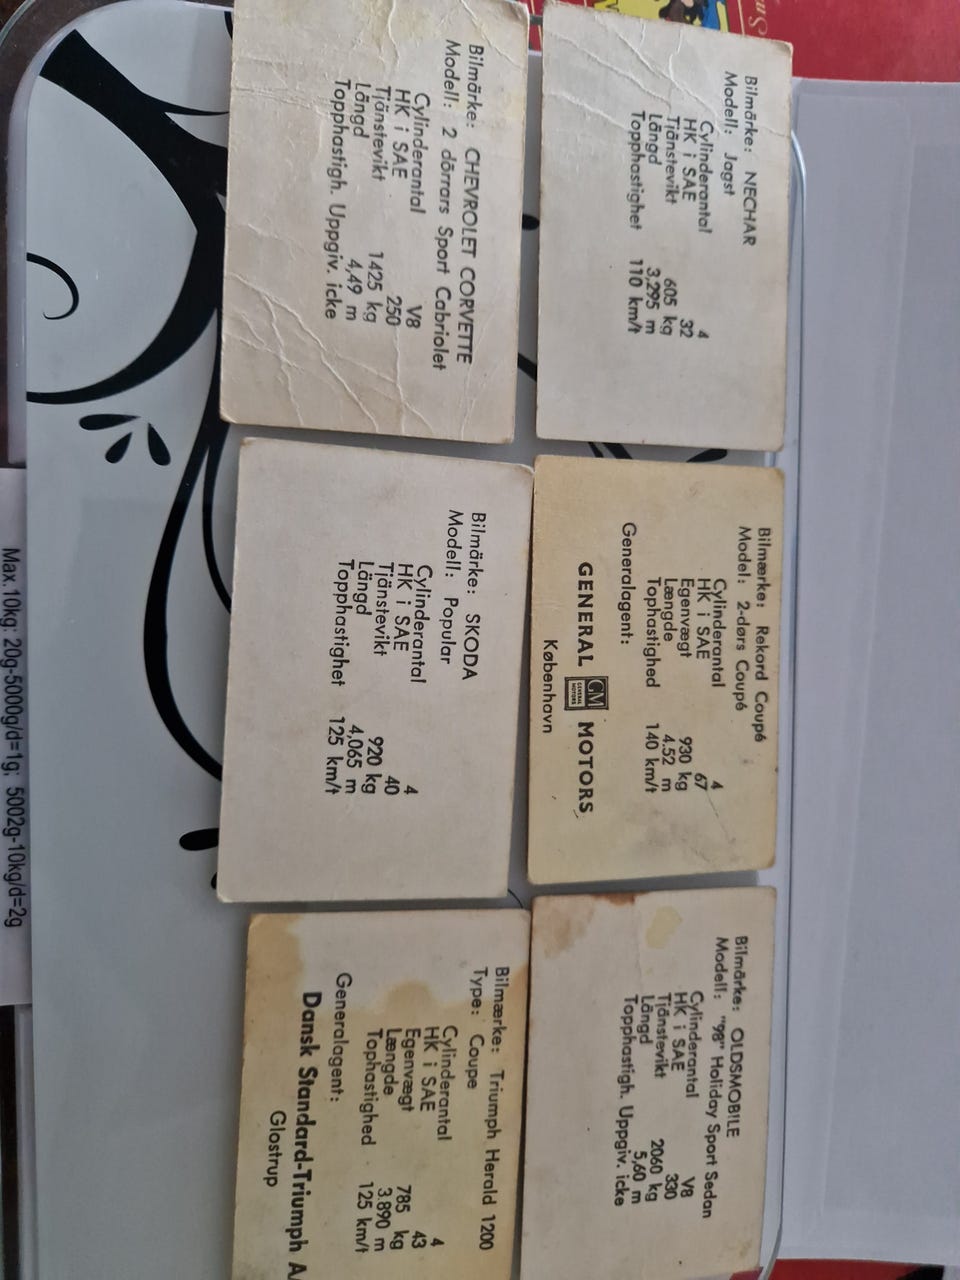 Bilmärke: NECHAR
Modell: Jagst
Cylinderantal 4
HK i SAE 32
Tjänstevikt 605 kg
Längd 3,295 m
Topphastighet 110 km/t
Bilmærke: Rekord Coupé
Model: 2-dørs Coupé
Cylinderantal 4
HK i SAE 67
Egenvægt 930 kg
Længde 4.52 m
Tophastighed 140 km/t
Generalagent:
GENERAL GM GENERAL MOTORS MOTORS
København
Bilmärke: OLDSMOBILE
Modell: "98" Holiday Sport Sedan
Cylinderantal V8
HK i SAE 330
Tjänstevikt 2060 kg
Längd 5,60 m
Topphastigh. Uppgiv. icke
Bilmärke: CHEVROLET CORVETTE
Modell: 2 dörrars Sport Cabriolet
Cylinderantal V8
HK i SAE 250
Tjänstevikt 1425 kg
Längd 4,49 m
Topphastigh. Uppgiv. icke
Bilmärke: SKODA
Modell: Popular
Cylinderantal 4
HK i SAE 40
Tjänstevikt 920 kg
Längd 4,065 m
Topphastighet 125 km/t
Bilmærke: Triumph Herald 1200
Type: Coupe
Cylinderantal 4
HK i SAE 43
Egenvægt 785 kg
Længde 3.890 m
Tophastighed 125 km/t
Generalagent:
Dansk Standard-Triumph A/
Glostrup
Max.10kg: 20g-5000g/d=1g; 5002g-10kg/d=2g